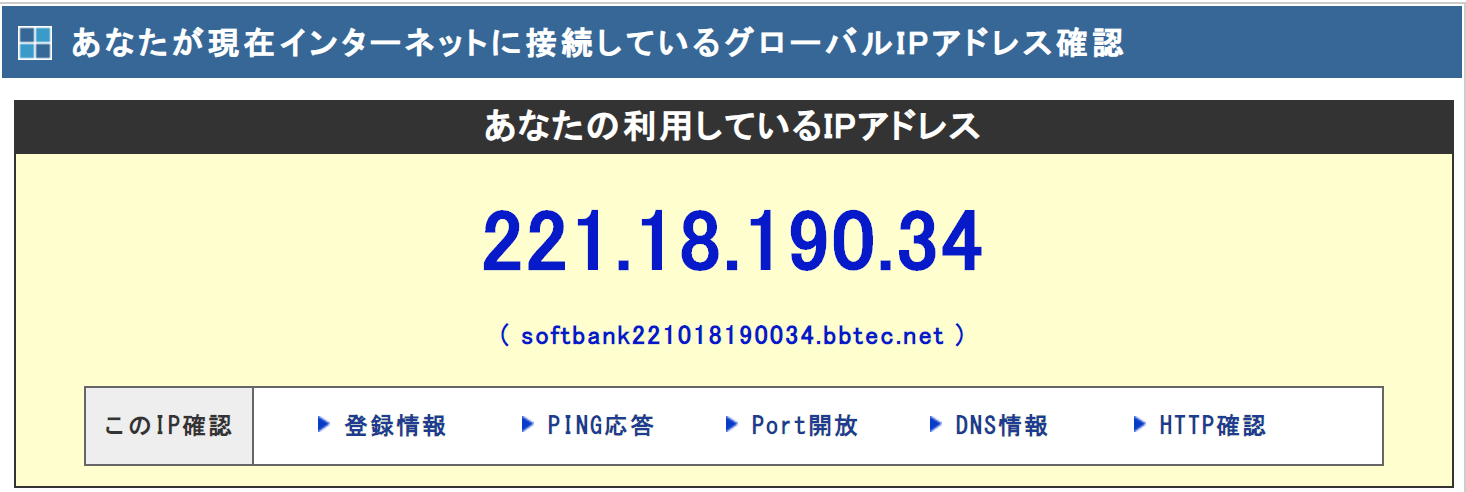 あなたが現在インターネットに接続しているグローバルIPアドレス確認
あなたの利用しているIPアドレス
221.18.190.34
( softbank221018190034.bbtec.net )
このIP確認 登録情報 PING応答 Port開放 DNS情報 HTTP確認